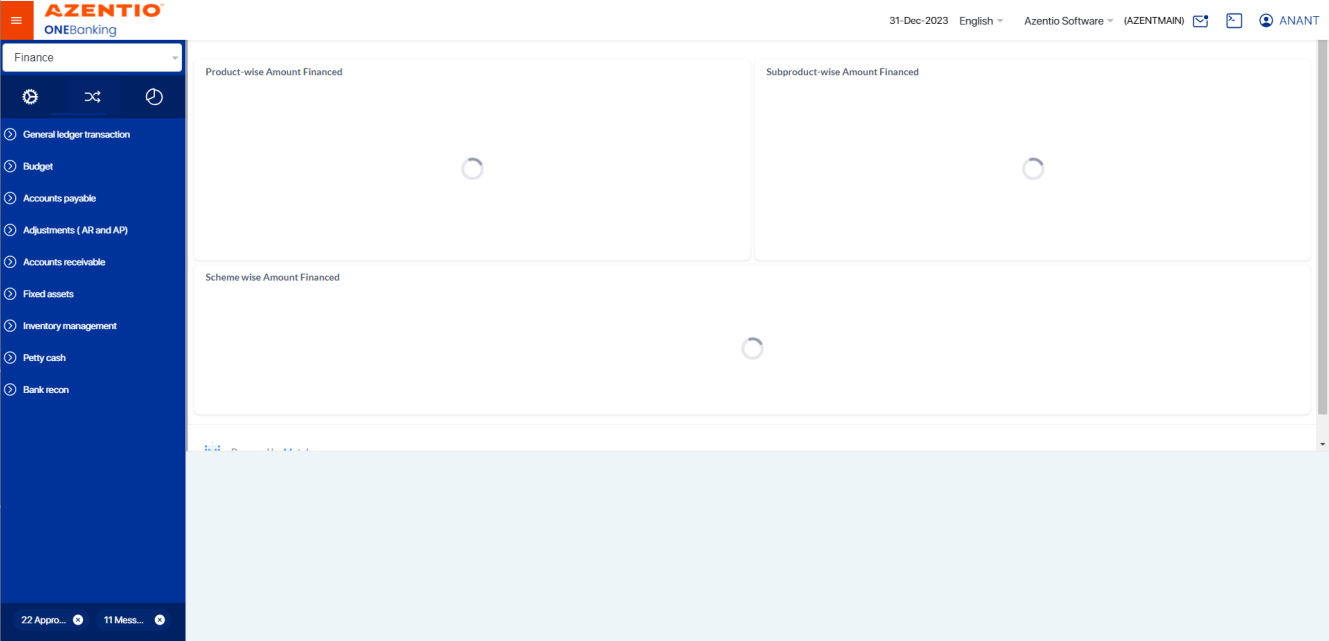 AZENTIO
ONEBanking
31-Dec-2023 English Azentio Software (AZENTMAIN) ANANT
Finance
General ledger transaction
Budget
Accounts payable
Adjustments ( AR and AP)
Accounts receivable
Fixed assets
Inventory management
Petty cash
Bank recon
22 Appro... 11 Mess...
Product-wise Amount Financed
Subproduct-wise Amount Financed
Scheme wise Amount Financed